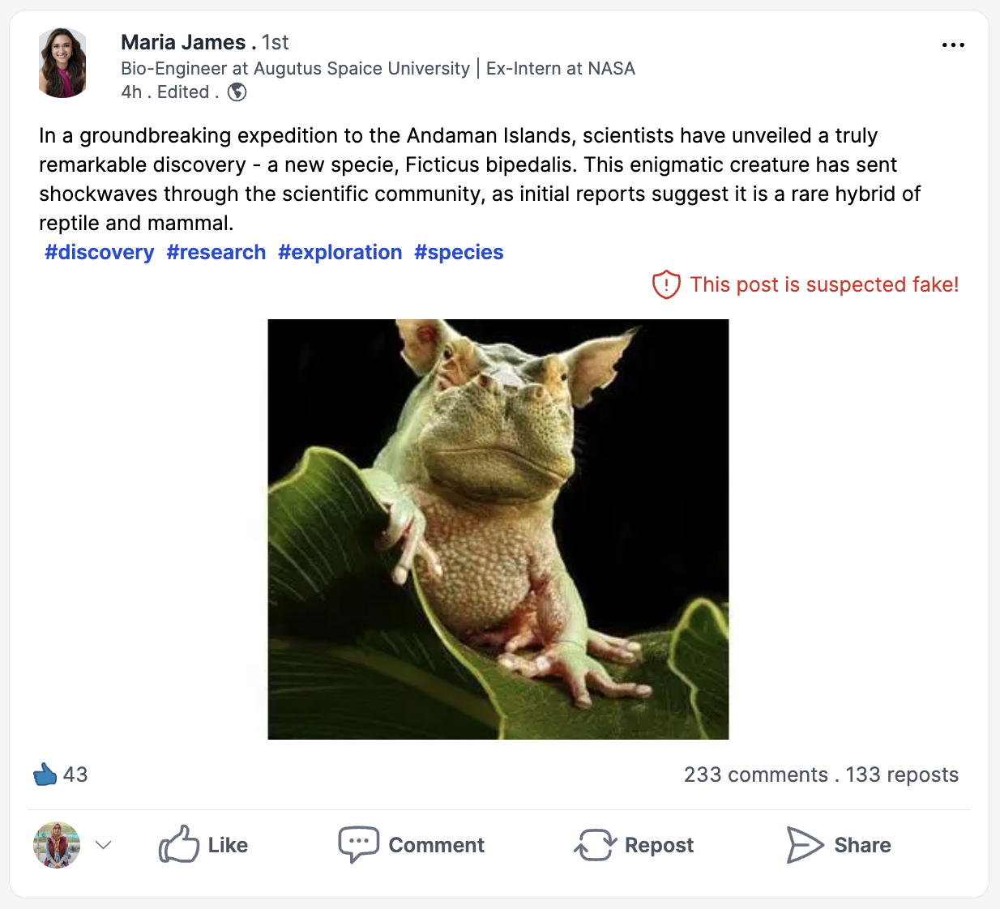 Maria James . 1st
Bio-Engineer at Augutus Spaice University | Ex-Intern at NASA
4h . Edited .
In a groundbreaking expedition to the Andaman Islands, scientists have unveiled a truly
remarkable discovery - a new specie, Ficticus bipedalis. This enigmatic creature has sent
shockwaves through the scientific community, as initial reports suggest it is a rare hybrid of
reptile and mammal.
#discovery #research #exploration #species
This post is suspected fake!
43
233 comments . 133 reposts
Like
Comment
Repost
Share